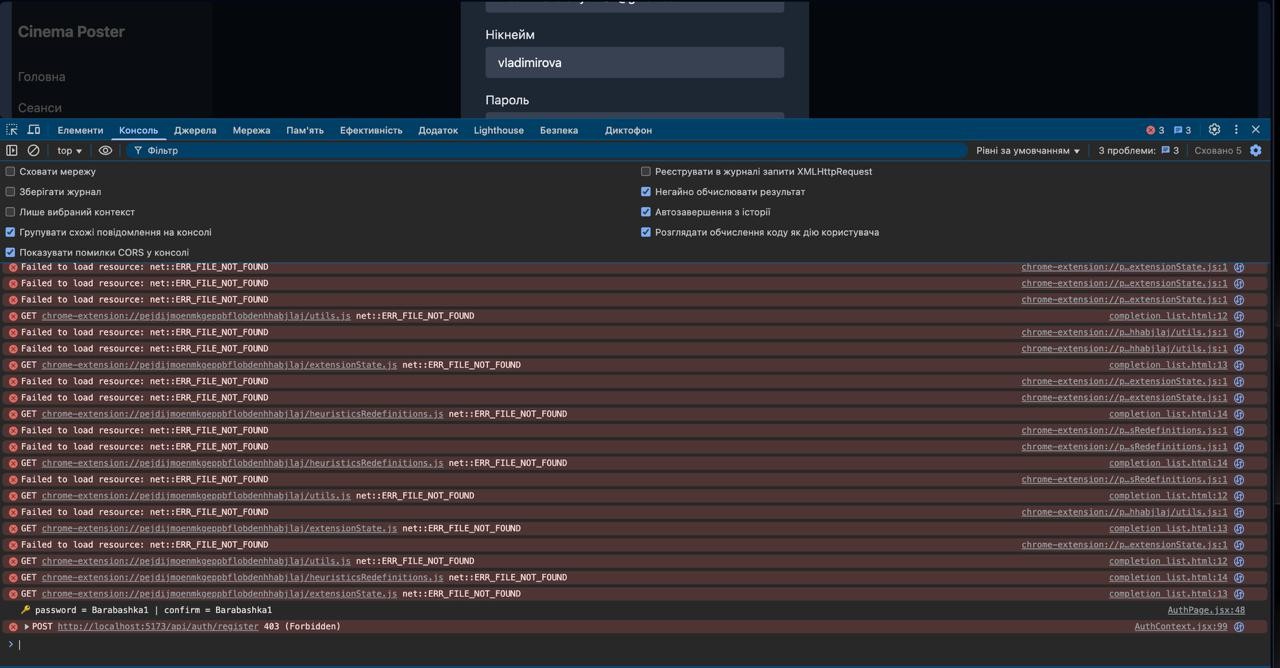 Cinema Poster
Нікнейм
vladimirova
Головна
Пароль
Сеанси
Елементи Консоль Джерела Мережа Пам'ять Ефективність Додаток Lighthouse Безпека Диктофон 3 3
top Фільтр Рівні за умовчанням 3 проблеми: 3 Сховано 5
Сховати мережу Реєструвати в журналі запити XMLHttpRequest
Зберігати журнал Негайно обчислювати результат
Лише вибраний контекст Автозавершення з історії
Групувати схожі повідомлення на консолі Розглядати обчислення коду як дію користувача
Показувати помилки CORS у консолі
Failed to load resource: net::ERR_FILE_NOT_FOUND chrome-extension://p…extensionState.js:1
Failed to load resource: net::ERR_FILE_NOT_FOUND chrome-extension://p…extensionState.js:1
Failed to load resource: net::ERR_FILE_NOT_FOUND chrome-extension://p…extensionState.js:1
GET chrome-extension://pejdijmoenmkgeppbflobdenhhabjlaj/utils.js net::ERR_FILE_NOT_FOUND completion_list.html:12
Failed to load resource: net::ERR_FILE_NOT_FOUND chrome-extension://p…hhabjlaj/utils.js:1
Failed to load resource: net::ERR_FILE_NOT_FOUND chrome-extension://p…hhabjlaj/utils.js:1
GET chrome-extension://pejdijmoenmkgeppbflobdenhhabjlaj/extensionState.js net::ERR_FILE_NOT_FOUND completion_list.html:13
Failed to load resource: net::ERR_FILE_NOT_FOUND chrome-extension://p…extensionState.js:1
Failed to load resource: net::ERR_FILE_NOT_FOUND chrome-extension://p…extensionState.js:1
GET chrome-extension://pejdijmoenmkgeppbflobdenhhabjlaj/heuristicsRedefinitions.js net::ERR_FILE_NOT_FOUND completion_list.html:14
Failed to load resource: net::ERR_FILE_NOT_FOUND chrome-extension://p…sRedefinitions.js:1
Failed to load resource: net::ERR_FILE_NOT_FOUND chrome-extension://p…sRedefinitions.js:1
GET chrome-extension://pejdijmoenmkgeppbflobdenhhabjlaj/heuristicsRedefinitions.js net::ERR_FILE_NOT_FOUND completion_list.html:14
Failed to load resource: net::ERR_FILE_NOT_FOUND chrome-extension://p…sRedefinitions.js:1
GET chrome-extension://pejdijmoenmkgeppbflobdenhhabjlaj/utils.js net::ERR_FILE_NOT_FOUND completion_list.html:12
Failed to load resource: net::ERR_FILE_NOT_FOUND chrome-extension://p…hhabjlaj/utils.js:1
GET chrome-extension://pejdijmoenmkgeppbflobdenhhabjlaj/extensionState.js net::ERR_FILE_NOT_FOUND completion_list.html:13
Failed to load resource: net::ERR_FILE_NOT_FOUND chrome-extension://p…extensionState.js:1
GET chrome-extension://pejdijmoenmkgeppbflobdenhhabjlaj/utils.js net::ERR_FILE_NOT_FOUND completion_list.html:12
GET chrome-extension://pejdijmoenmkgeppbflobdenhhabjlaj/heuristicsRedefinitions.js net::ERR_FILE_NOT_FOUND completion_list.html:14
GET chrome-extension://pejdijmoenmkgeppbflobdenhhabjlaj/extensionState.js net::ERR_FILE_NOT_FOUND completion_list.html:13
password = Barabashka1 | confirm = Barabashka1 AuthPage.jsx:48
POST http://localhost:5173/api/auth/register 403 (Forbidden) AuthContext.jsx:99